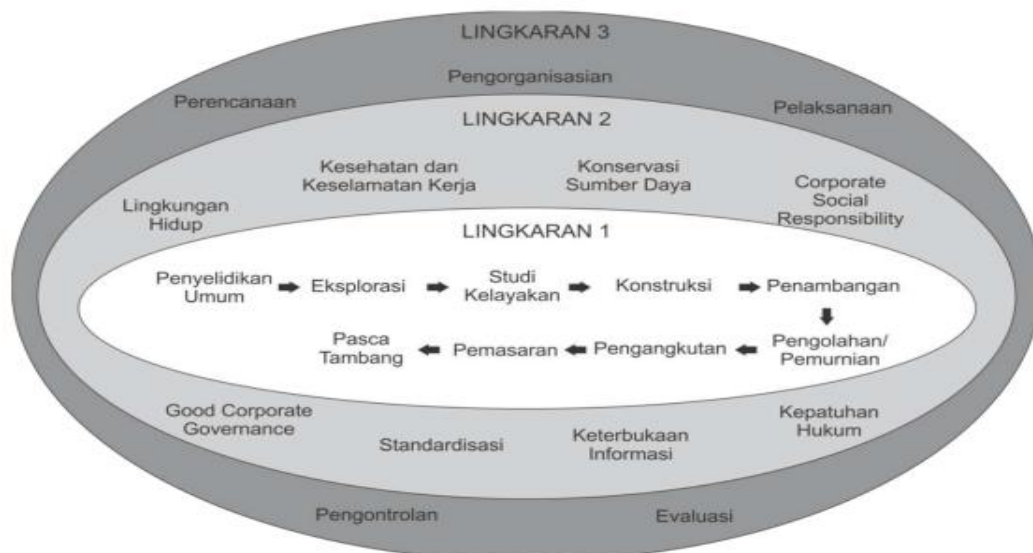 LINGKARAN 3
Pengorganisasian
Perencanaan
Pelaksanaan
LINGKARAN 2
Kesehatan dan
Keselamatan Kerja
Konservasi
Sumber Daya
Lingkungan
Hidup
Corporate
Social
Responsibility
LINGKARAN 1
Penyelidikan
Umum
Eksplorasi
Studi
Kelayakan
Konstruksi
Penambangan
Pengolahan/
Pemurnian
Pengangkutan
Pemasaran
Pasca
Tambang
Good Corporate
Governance
Standardisasi
Keterbukaan
Informasi
Kepatuhan
Hukum
Pengontrolan
Evaluasi